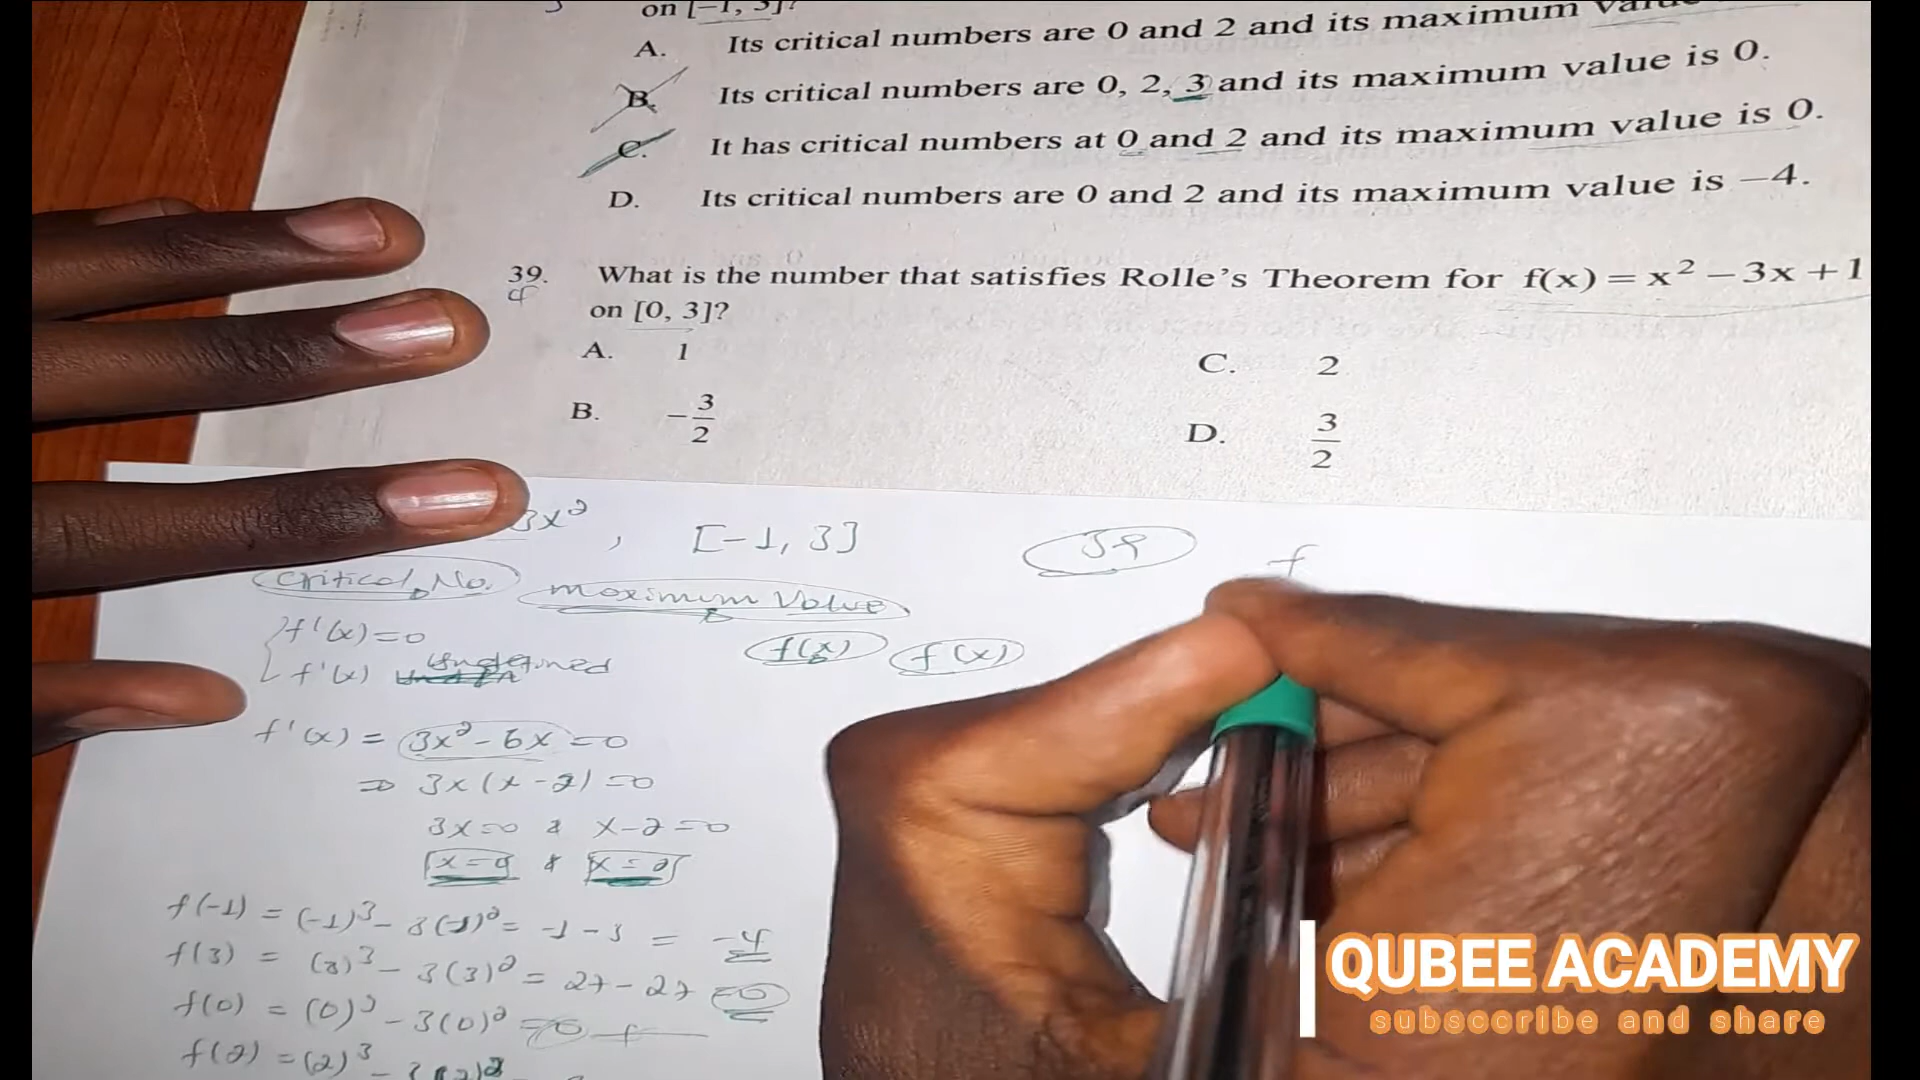 on [−1, 3]?
A. Its critical numbers are 0 and 2 and its maximum
B. Its critical numbers are 0, 2, 3 and its maximum value is 0.
C. It has critical numbers at 0 and 2 and its maximum value is 0.
D. Its critical numbers are 0 and 2 and its maximum value is −4.
39. What is the number that satisfies Rolle's Theorem for f(x) = x² − 3x + 1
on [0, 3]?
A. 1
C. 2
B. −3/2
D. 3/2
3x² , [-1, 3]
39
f
Critical No.
maximum Value
f'(x)=0
f(x) f(x)
f'(x) undefined
f'(x) = 3x²-6x =0
⇒ 3x(x-2)=0
3x=0 & x-2=0
x=0 & x=2
f(-1) = (-1)³ - 3(-1)² = -1 - 3 = -4
f(3) = (3)³ - 3(3)² = 27-27 =0
f(0) = (0)³ - 3(0)² =0
f(2) = (2)³ - 3(2)²
QUBEE ACADEMY
subsccribe and share